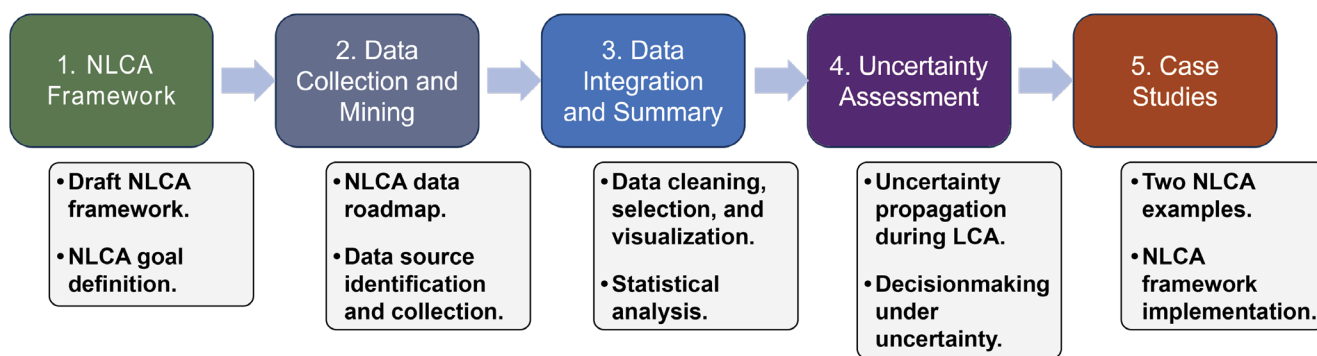 1. NLCA
Framework
2. Data
Collection and
Mining
3. Data
Integration
and Summary
4. Uncertainty
Assessment
5. Case
Studies
• Draft NLCA
framework.
• NLCA goal
definition.
• NLCA data
roadmap.
• Data source
identification
and collection.
• Data cleaning,
selection, and
visualization.
• Statistical
analysis.
• Uncertainty
propagation
during LCA.
• Decisionmaking
under
uncertainty.
• Two NLCA
examples.
• NLCA
framework
implementation.